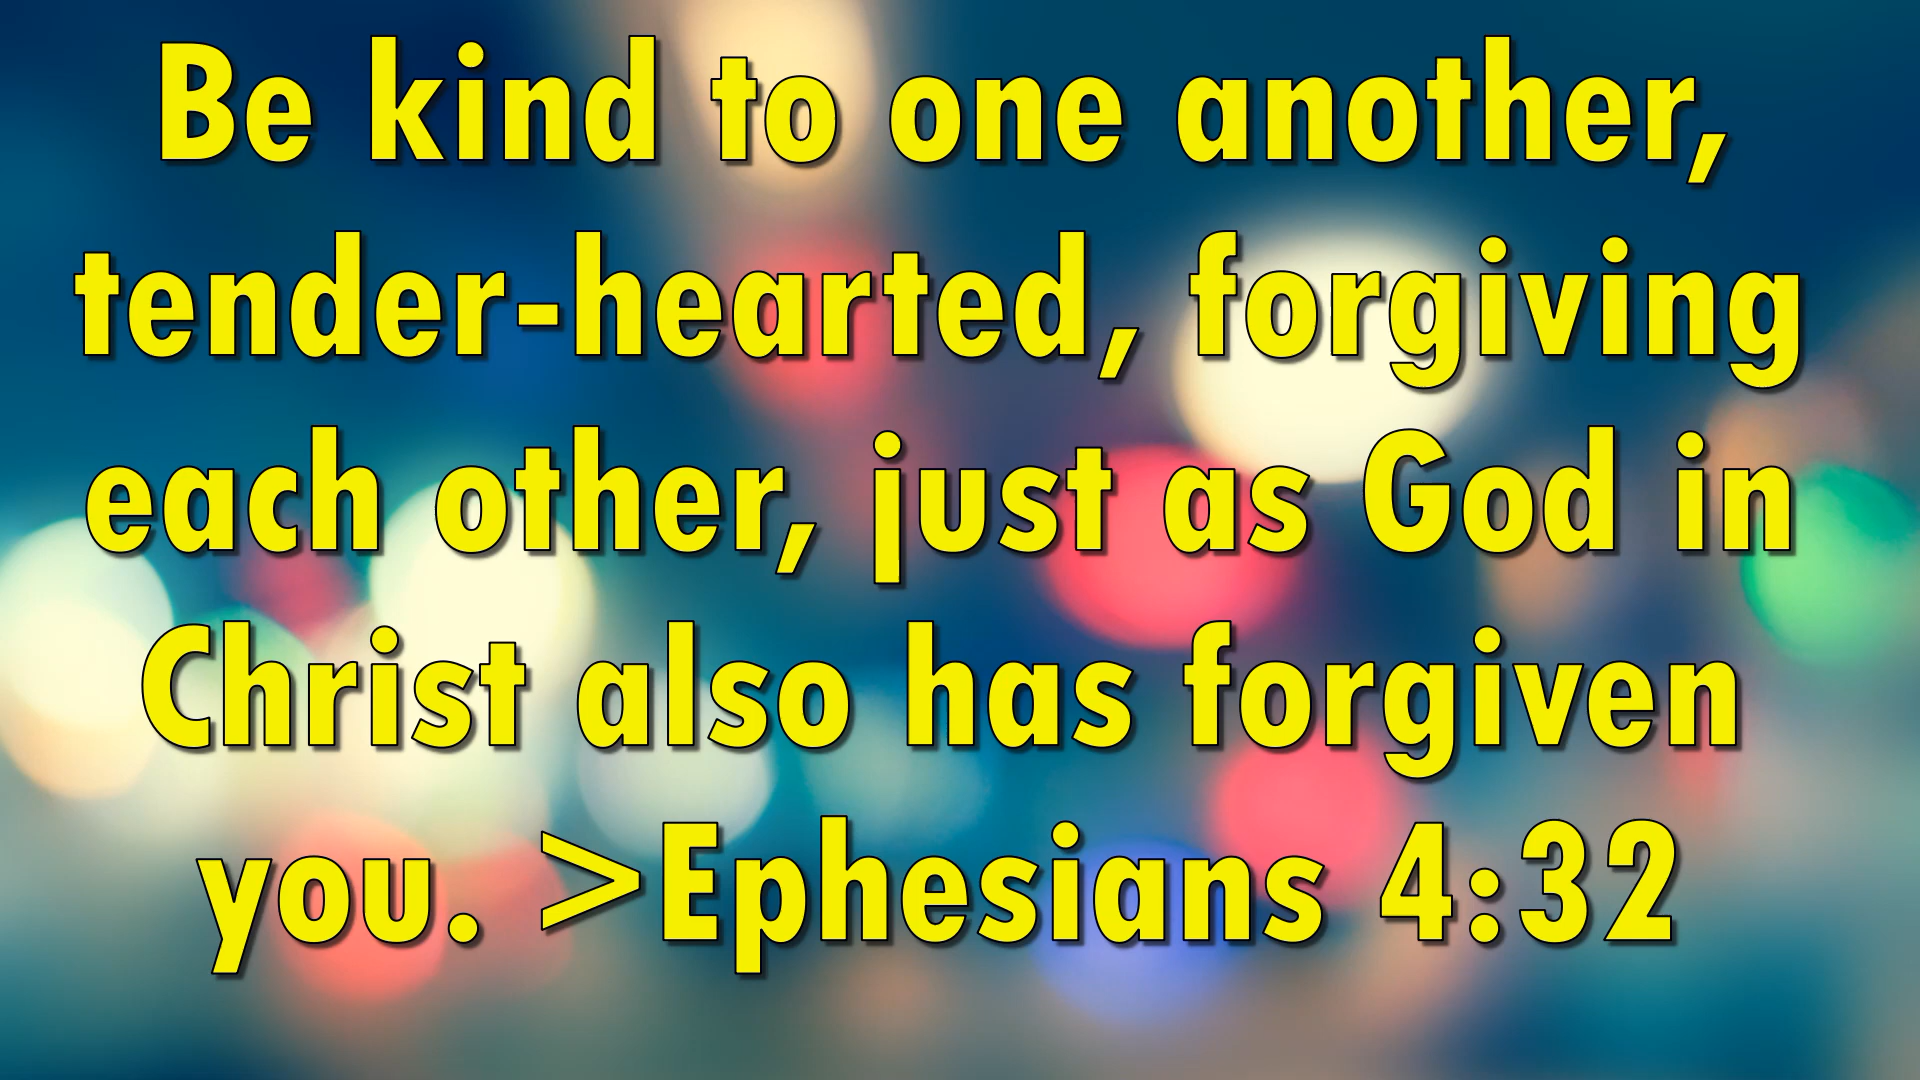 Be kind to one another,
tender-hearted, forgiving
each other, just as God in
Christ also has forgiven
you. >Ephesians 4:32